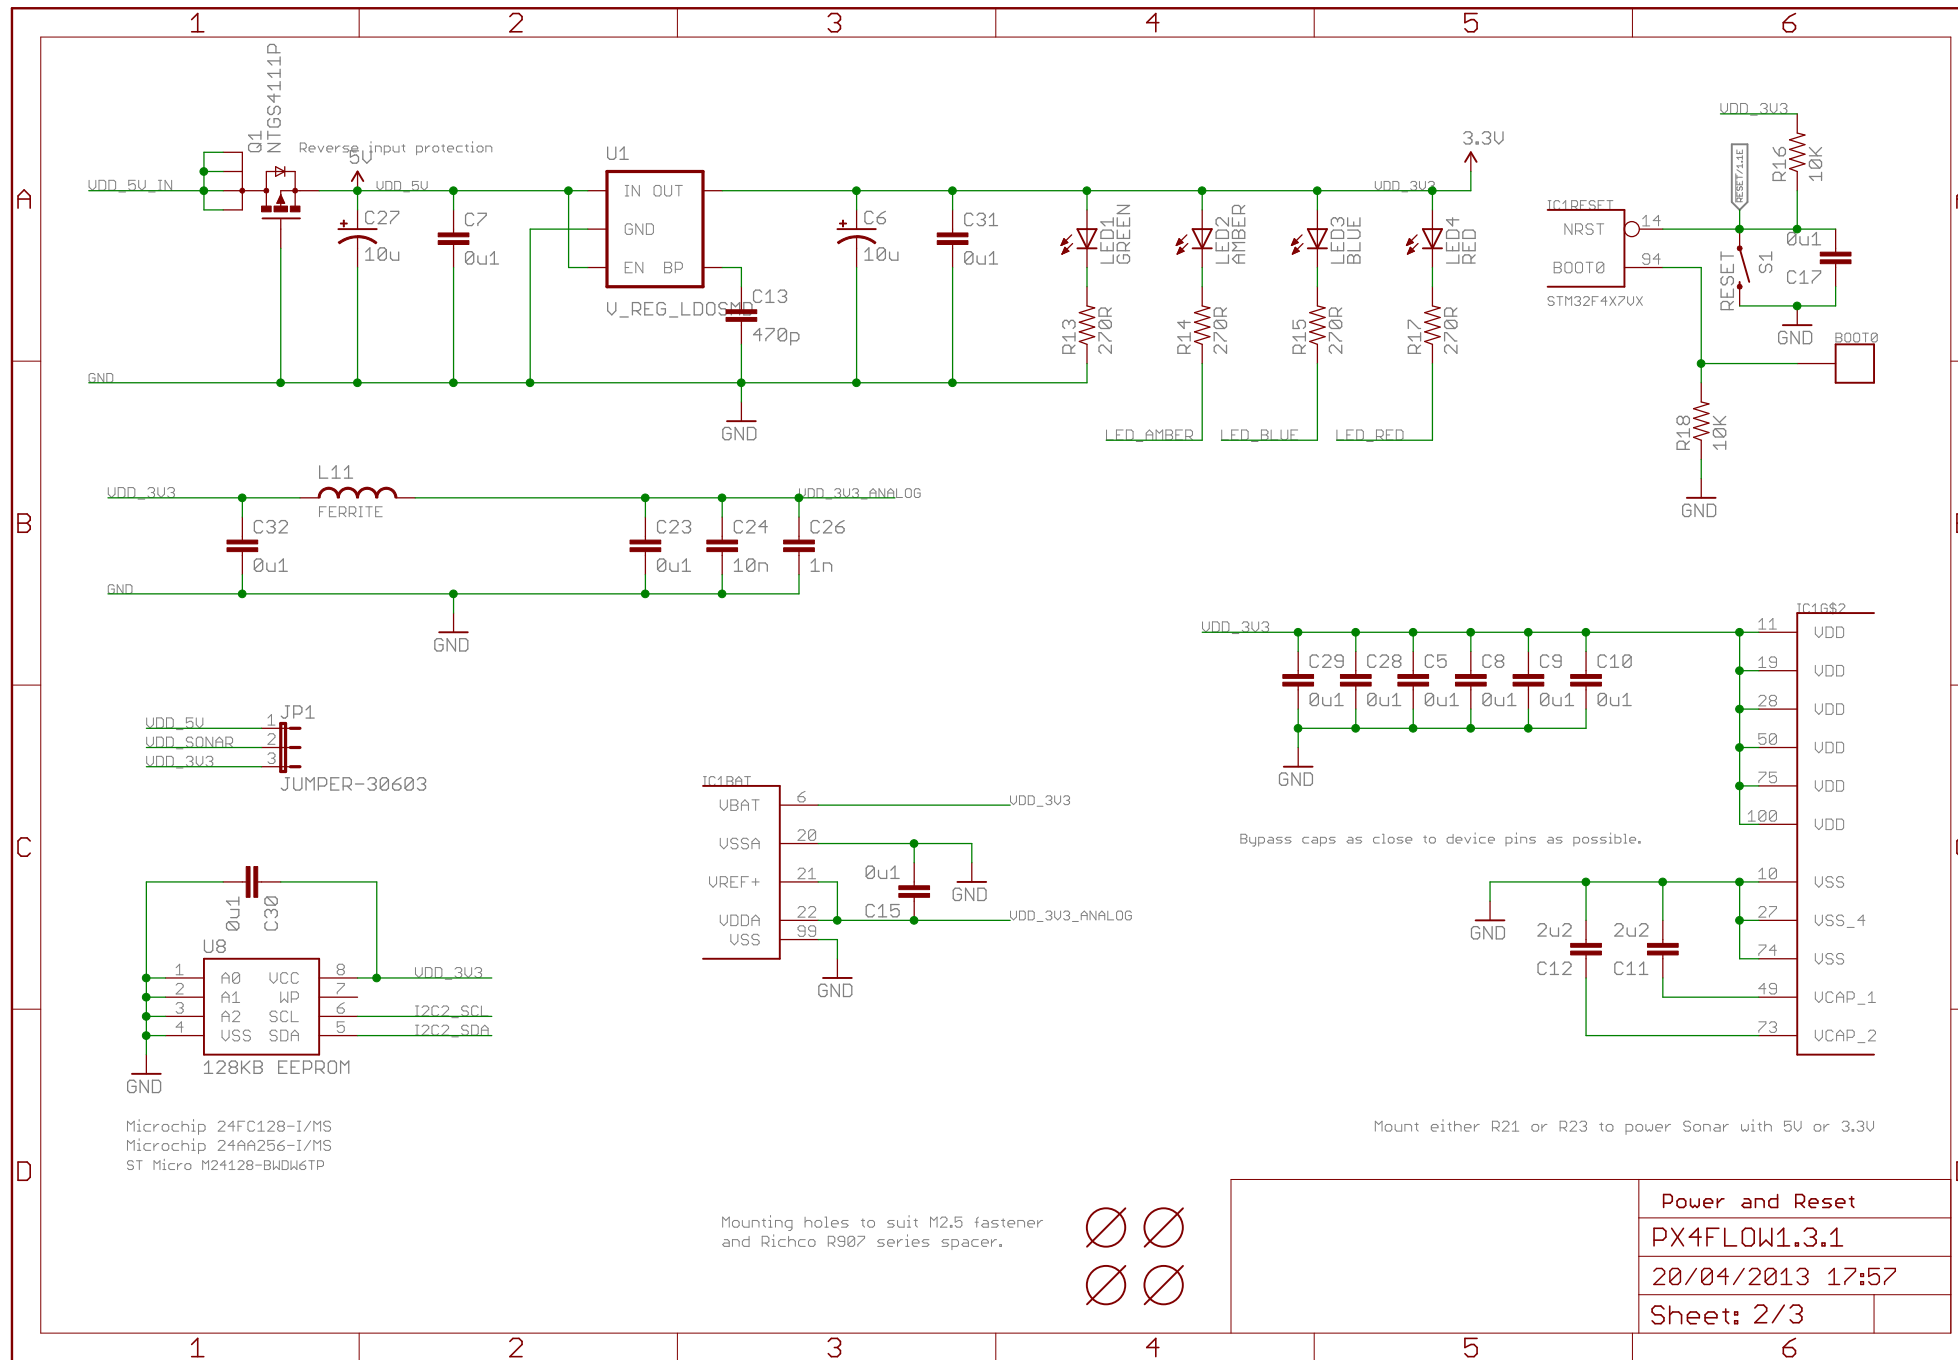 1 2 3 4 5 6
A
Q1
NTGS4111P
Reverse input protection
5V
VDD_5V_IN
VDD_5V
C27
10u
C7
0u1
U1
IN OUT
GND
EN BP
V_REG_LDOSMD
C13
470p
C6
10u
C31
0u1
LED1
GREEN
LED2
AMBER
LED3
BLUE
LED4
RED
VDD_3V3
3.3V
R13
270R
R14
270R
R15
270R
R17
270R
GND
GND
LED_AMBER
LED_BLUE
LED_RED
VDD_3V3
RESET/1.1E
R16
10K
IC1RESET
NRST
14
BOOT0
94
STM32F4X7VX
RESET
S1
0u1
C17
GND
BOOT0
R18
10K
GND
B
VDD_3V3
L11
FERRITE
VDD_3V3_ANALOG
C32
0u1
C23
0u1
C24
10n
C26
1n
GND
GND
VDD_3V3
C29
0u1
C28
0u1
C5
0u1
C8
0u1
C9
0u1
C10
0u1
GND
IC1G$2
11 VDD
19 VDD
28 VDD
50 VDD
75 VDD
100 VDD
10 VSS
27 VSS_4
74 VSS
49 VCAP_1
73 VCAP_2
Bypass caps as close to device pins as possible.
GND
2u2
C12
2u2
C11
C
JP1
VDD_5V 1
VDD_SONAR 2
VDD_3V3 3
JUMPER-30603
IC1BAT
VBAT 6 VDD_3V3
VSSA 20
VREF+ 21
VDDA 22 VDD_3V3_ANALOG
VSS 99
0u1
C15
GND
GND
0u1
C30
U8
1 A0 VCC 8 VDD_3V3
2 A1 WP 7
3 A2 SCL 6 I2C2_SCL
4 VSS SDA 5 I2C2_SDA
128KB EEPROM
GND
D
Microchip 24FC128-I/MS
Microchip 24AA256-I/MS
ST Micro M24128-BWDW6TP
Mount either R21 or R23 to power Sonar with 5V or 3.3V
Mounting holes to suit M2.5 fastener
and Richco R907 series spacer.
Power and Reset
PX4FLOW1.3.1
20/04/2013 17:57
Sheet: 2/3
1 2 3 4 5 6